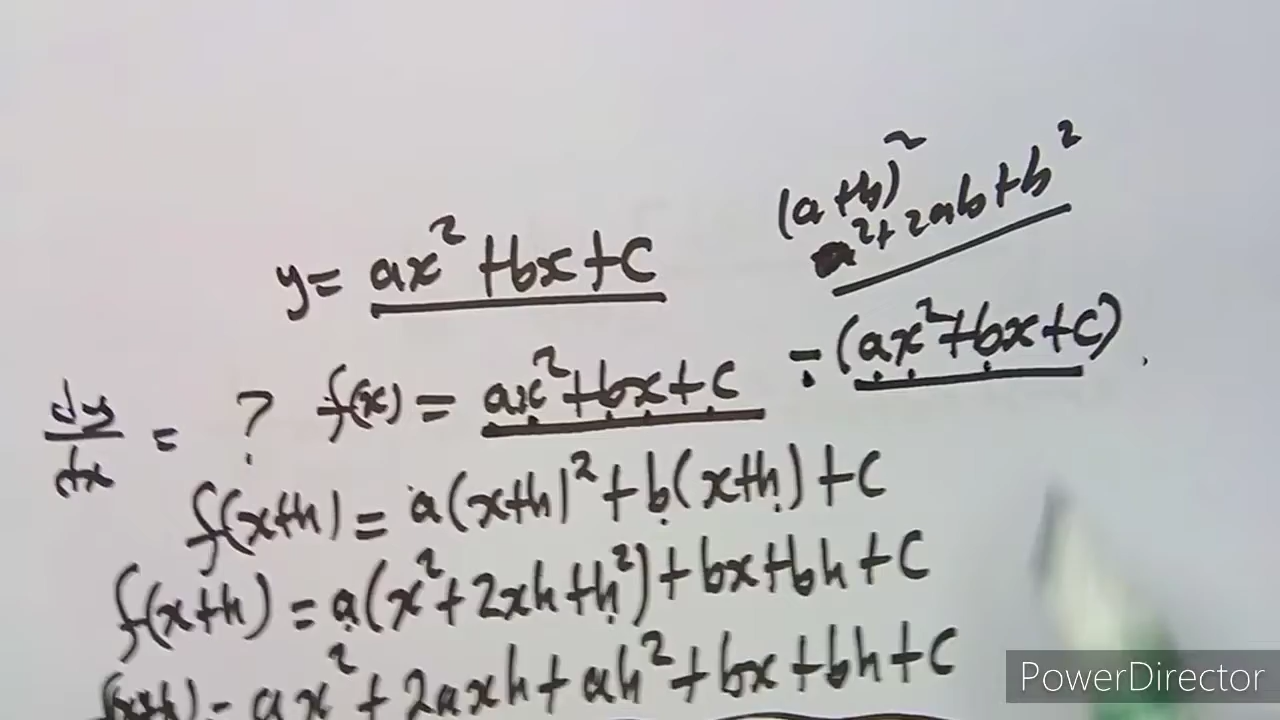 (a+b)²
a²+2ab+b²
y= ax²+bx+c
-(ax²+bx+c)
dy/dx = ? f(x) = ax²+bx+c
f(x+h) = a(x+h)²+b(x+h)+c
f(x+h) = a(x²+2xh+h²)+bx+bh+c
f(x+h) = ax²+2axh+ah²+bx+bh+c
PowerDirector